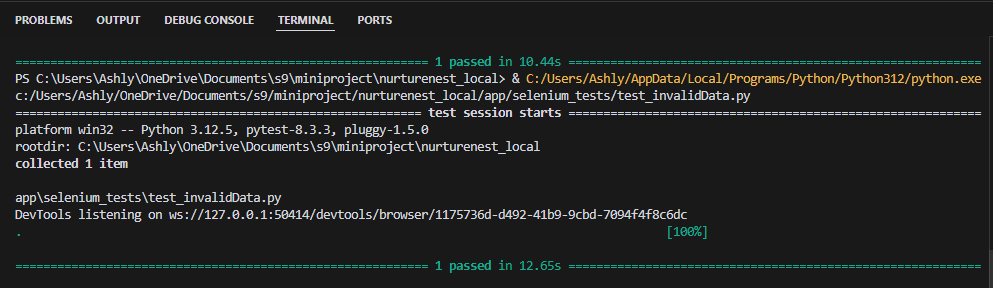 PROBLEMS OUTPUT DEBUG CONSOLE TERMINAL PORTS
=========================================================== 1 passed in 10.44s ===========================================================
PS C:\Users\Ashly\OneDrive\Documents\s9\miniproject\nurturenest_local> & C:/Users/Ashly/AppData/Local/Programs/Python/Python312/python.exe
c:/Users/Ashly/OneDrive/Documents/s9/miniproject/nurturenest_local/app/selenium_tests/test_invalidData.py
========================================================== test session starts ===========================================================
platform win32 -- Python 3.12.5, pytest-8.3.3, pluggy-1.5.0
rootdir: C:\Users\Ashly\OneDrive\Documents\s9\miniproject\nurturenest_local
collected 1 item
app\selenium_tests\test_invalidData.py
DevTools listening on ws://127.0.0.1:50414/devtools/browser/1175736d-d492-41b9-9cbd-7094f4f8c6dc
. [100%]
=========================================================== 1 passed in 12.65s ===========================================================